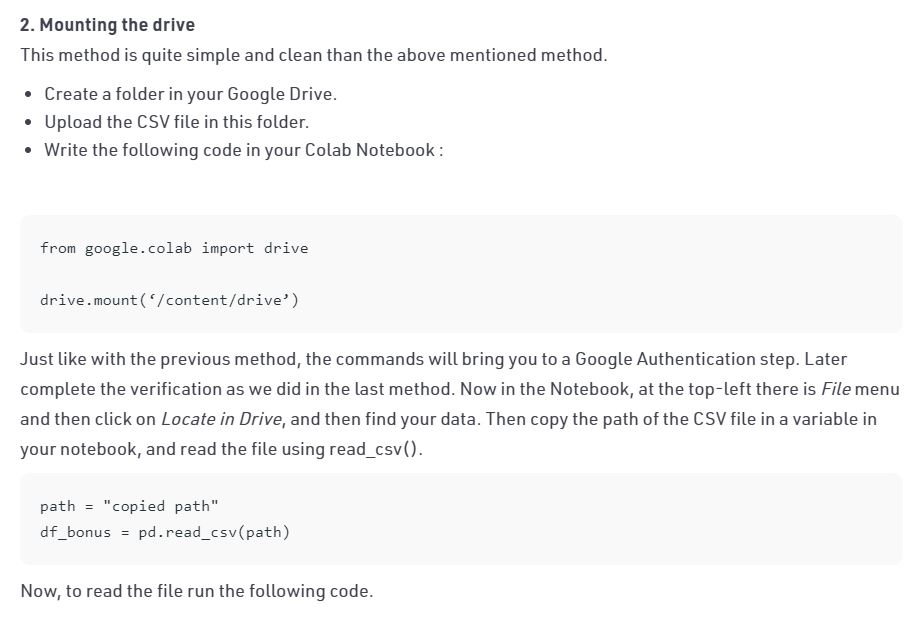 2. Mounting the drive
This method is quite simple and clean than the above mentioned method.
• Create a folder in your Google Drive.
• Upload the CSV file in this folder.
• Write the following code in your Colab Notebook :
from google.colab import drive
drive.mount(‘/content/drive’)
Just like with the previous method, the commands will bring you to a Google Authentication step. Later
complete the verification as we did in the last method. Now in the Notebook, at the top-left there is File menu
and then click on Locate in Drive, and then find your data. Then copy the path of the CSV file in a variable in
your notebook, and read the file using read_csv().
path = "copied path"
df_bonus = pd.read_csv(path)
Now, to read the file run the following code.